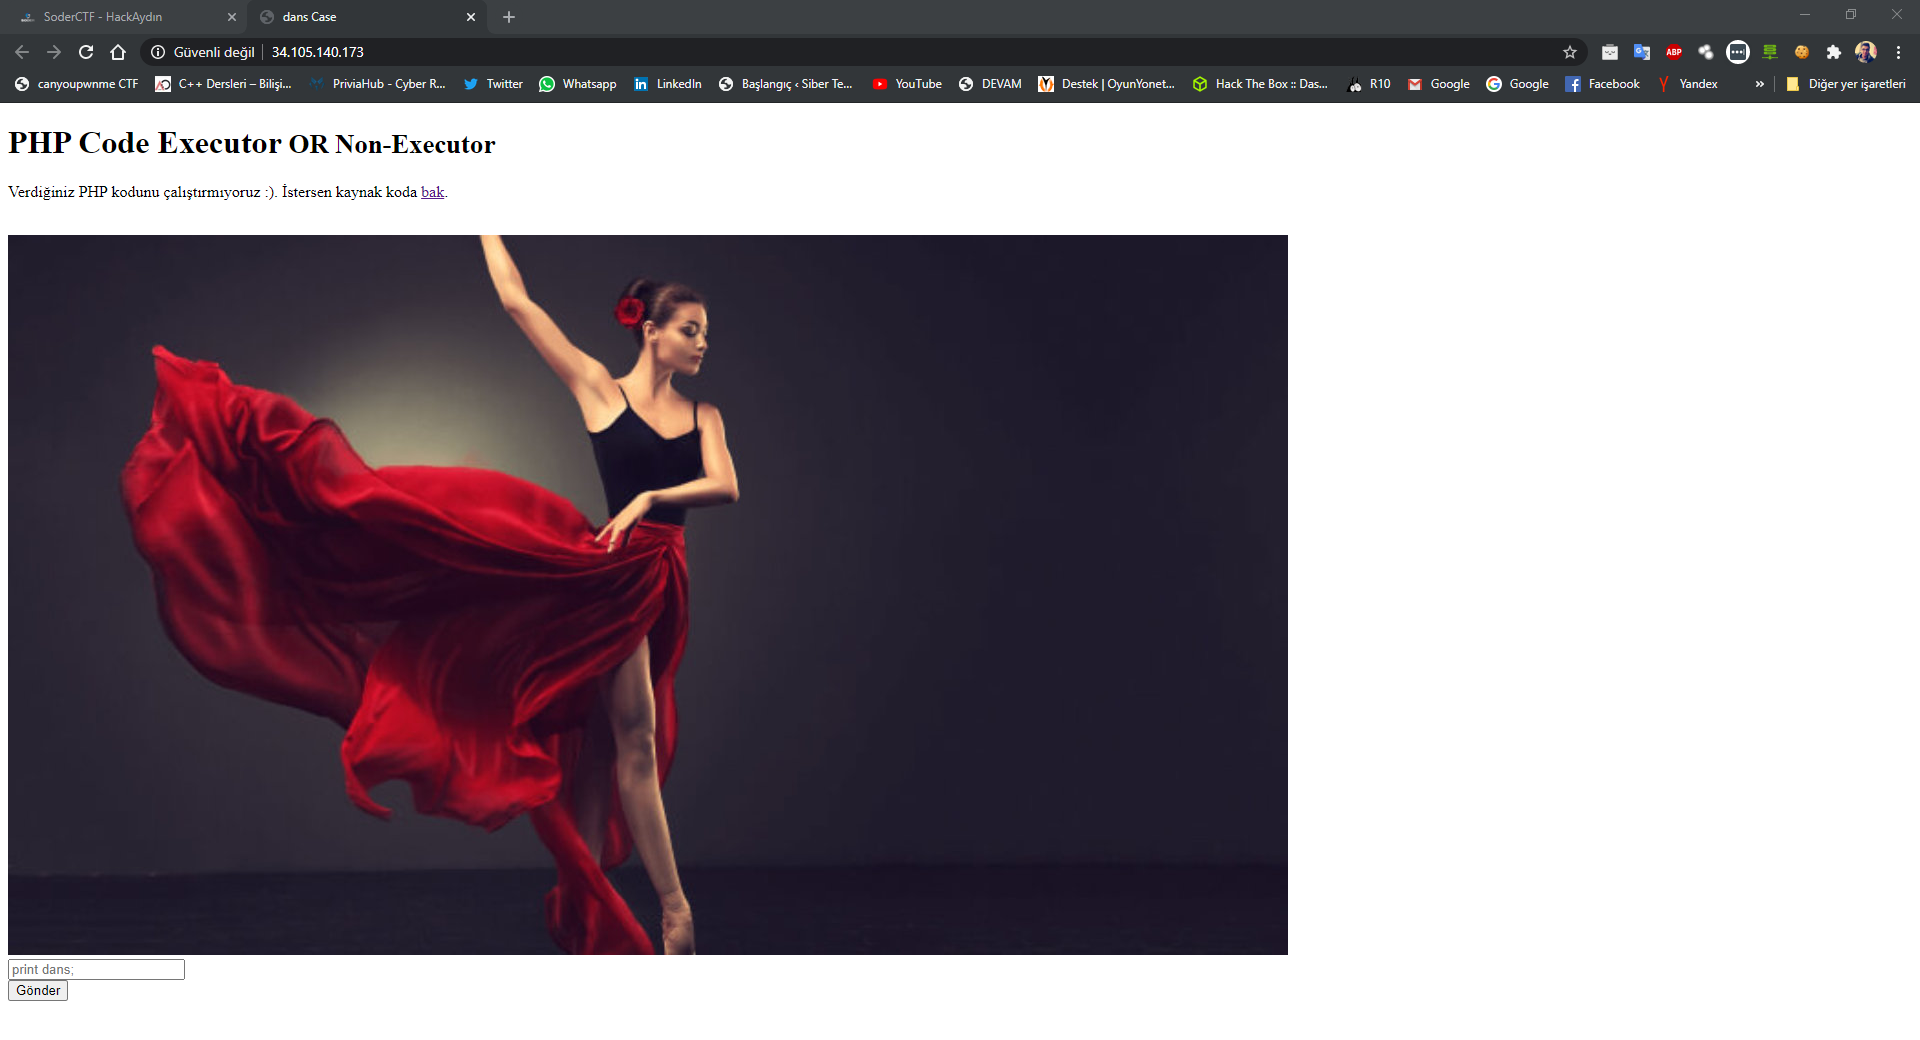 SoderCTF - HackAydın
dans Case
Güvenli değil
34.105.140.173
ABP
canyoupwnme CTF
C++ Dersleri – Bilişi...
PriviaHub - Cyber R...
Twitter
Whatsapp
LinkedIn
Başlangıç ‹ Siber Te...
YouTube
DEVAM
Destek | OyunYonet...
Hack The Box :: Das...
R10
Google
Google
Facebook
Yandex
»
Diğer yer işaretleri
PHP Code Executor OR Non-Executor
Verdiğiniz PHP kodunu çalıştırmıyoruz :). İstersen kaynak koda bak.
print dans;
Gönder